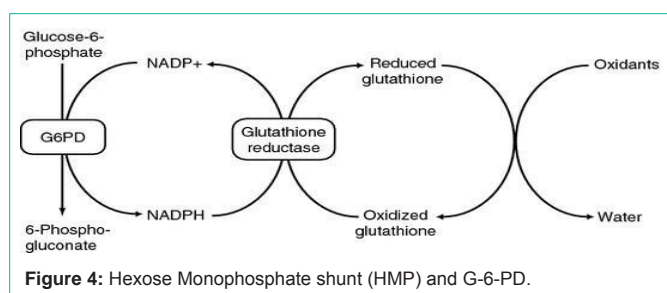 Glucose-6-
phosphate
NADP+
Reduced
glutathione
Oxidants
G6PD
Glutathione
reductase
NADPH
Oxidized
glutathione
Water
6-Phospho-
gluconate
Figure 4: Hexose Monophosphate shunt (HMP) and G-6-PD.